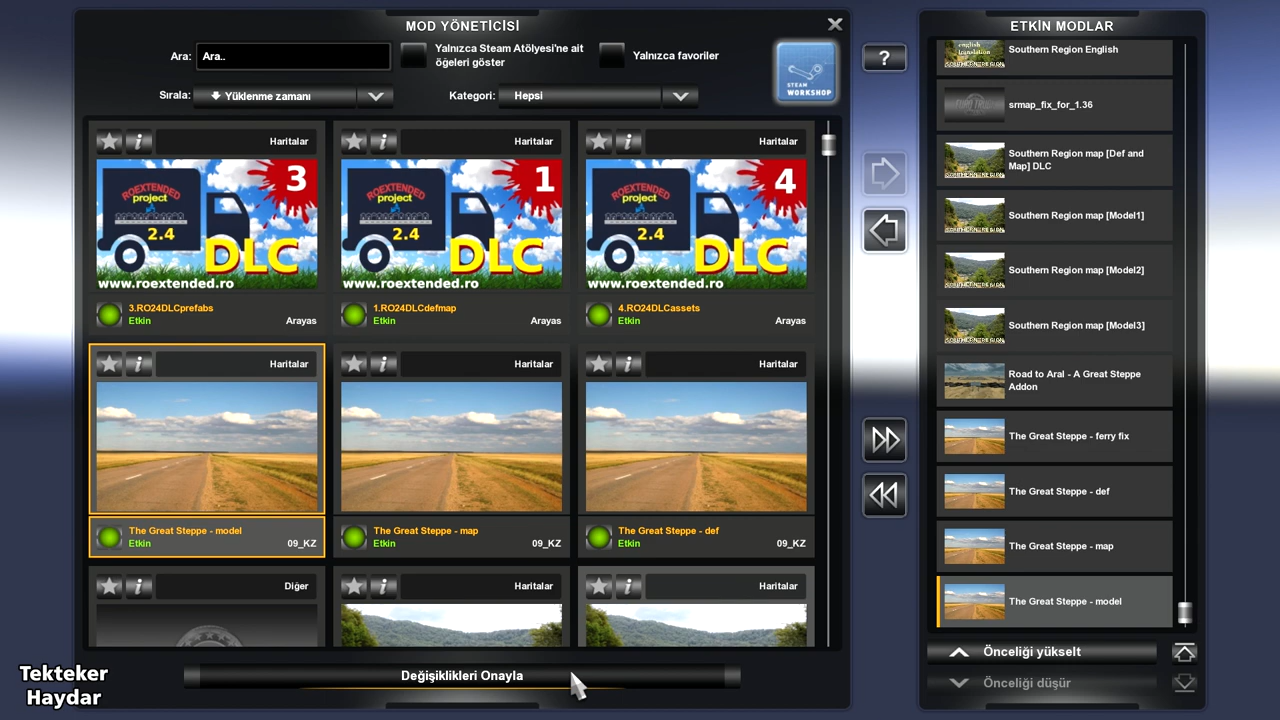 MOD YÖNETİCİSİ
Ara:
Ara..
Yalnızca Steam Atölyesi'ne ait
öğeleri göster
Yalnızca favoriler
STEAM
WORKSHOP
Sırala:
Yüklenme zamanı
Kategori:
Hepsi
Haritalar
Haritalar
Haritalar
ROEXTENDED
project
2.4
3
DLC
www.roextended.ro
ROEXTENDED
project
2.4
1
DLC
www.roextended.ro
ROEXTENDED
project
2.4
4
DLC
www.roextended.ro
3.RO24DLCprefabs
Etkin
Arayas
1.RO24DLCdefmap
Etkin
Arayas
4.RO24DLCassets
Etkin
Arayas
Haritalar
Haritalar
Haritalar
The Great Steppe - model
Etkin
09_KZ
The Great Steppe - map
Etkin
09_KZ
The Great Steppe - def
Etkin
09_KZ
Diğer
Haritalar
Haritalar
Değişiklikleri Onayla
Tekteker
Haydar
?
ETKİN MODLAR
english
translation
Southern Region English
srmap_fix_for_1.36
Southern Region map [Def and
Map] DLC
Southern Region map [Model1]
Southern Region map [Model2]
Southern Region map [Model3]
Road to Aral - A Great Steppe
Addon
The Great Steppe - ferry fix
The Great Steppe - def
The Great Steppe - map
The Great Steppe - model
Önceliği yükselt
Önceliği düşür